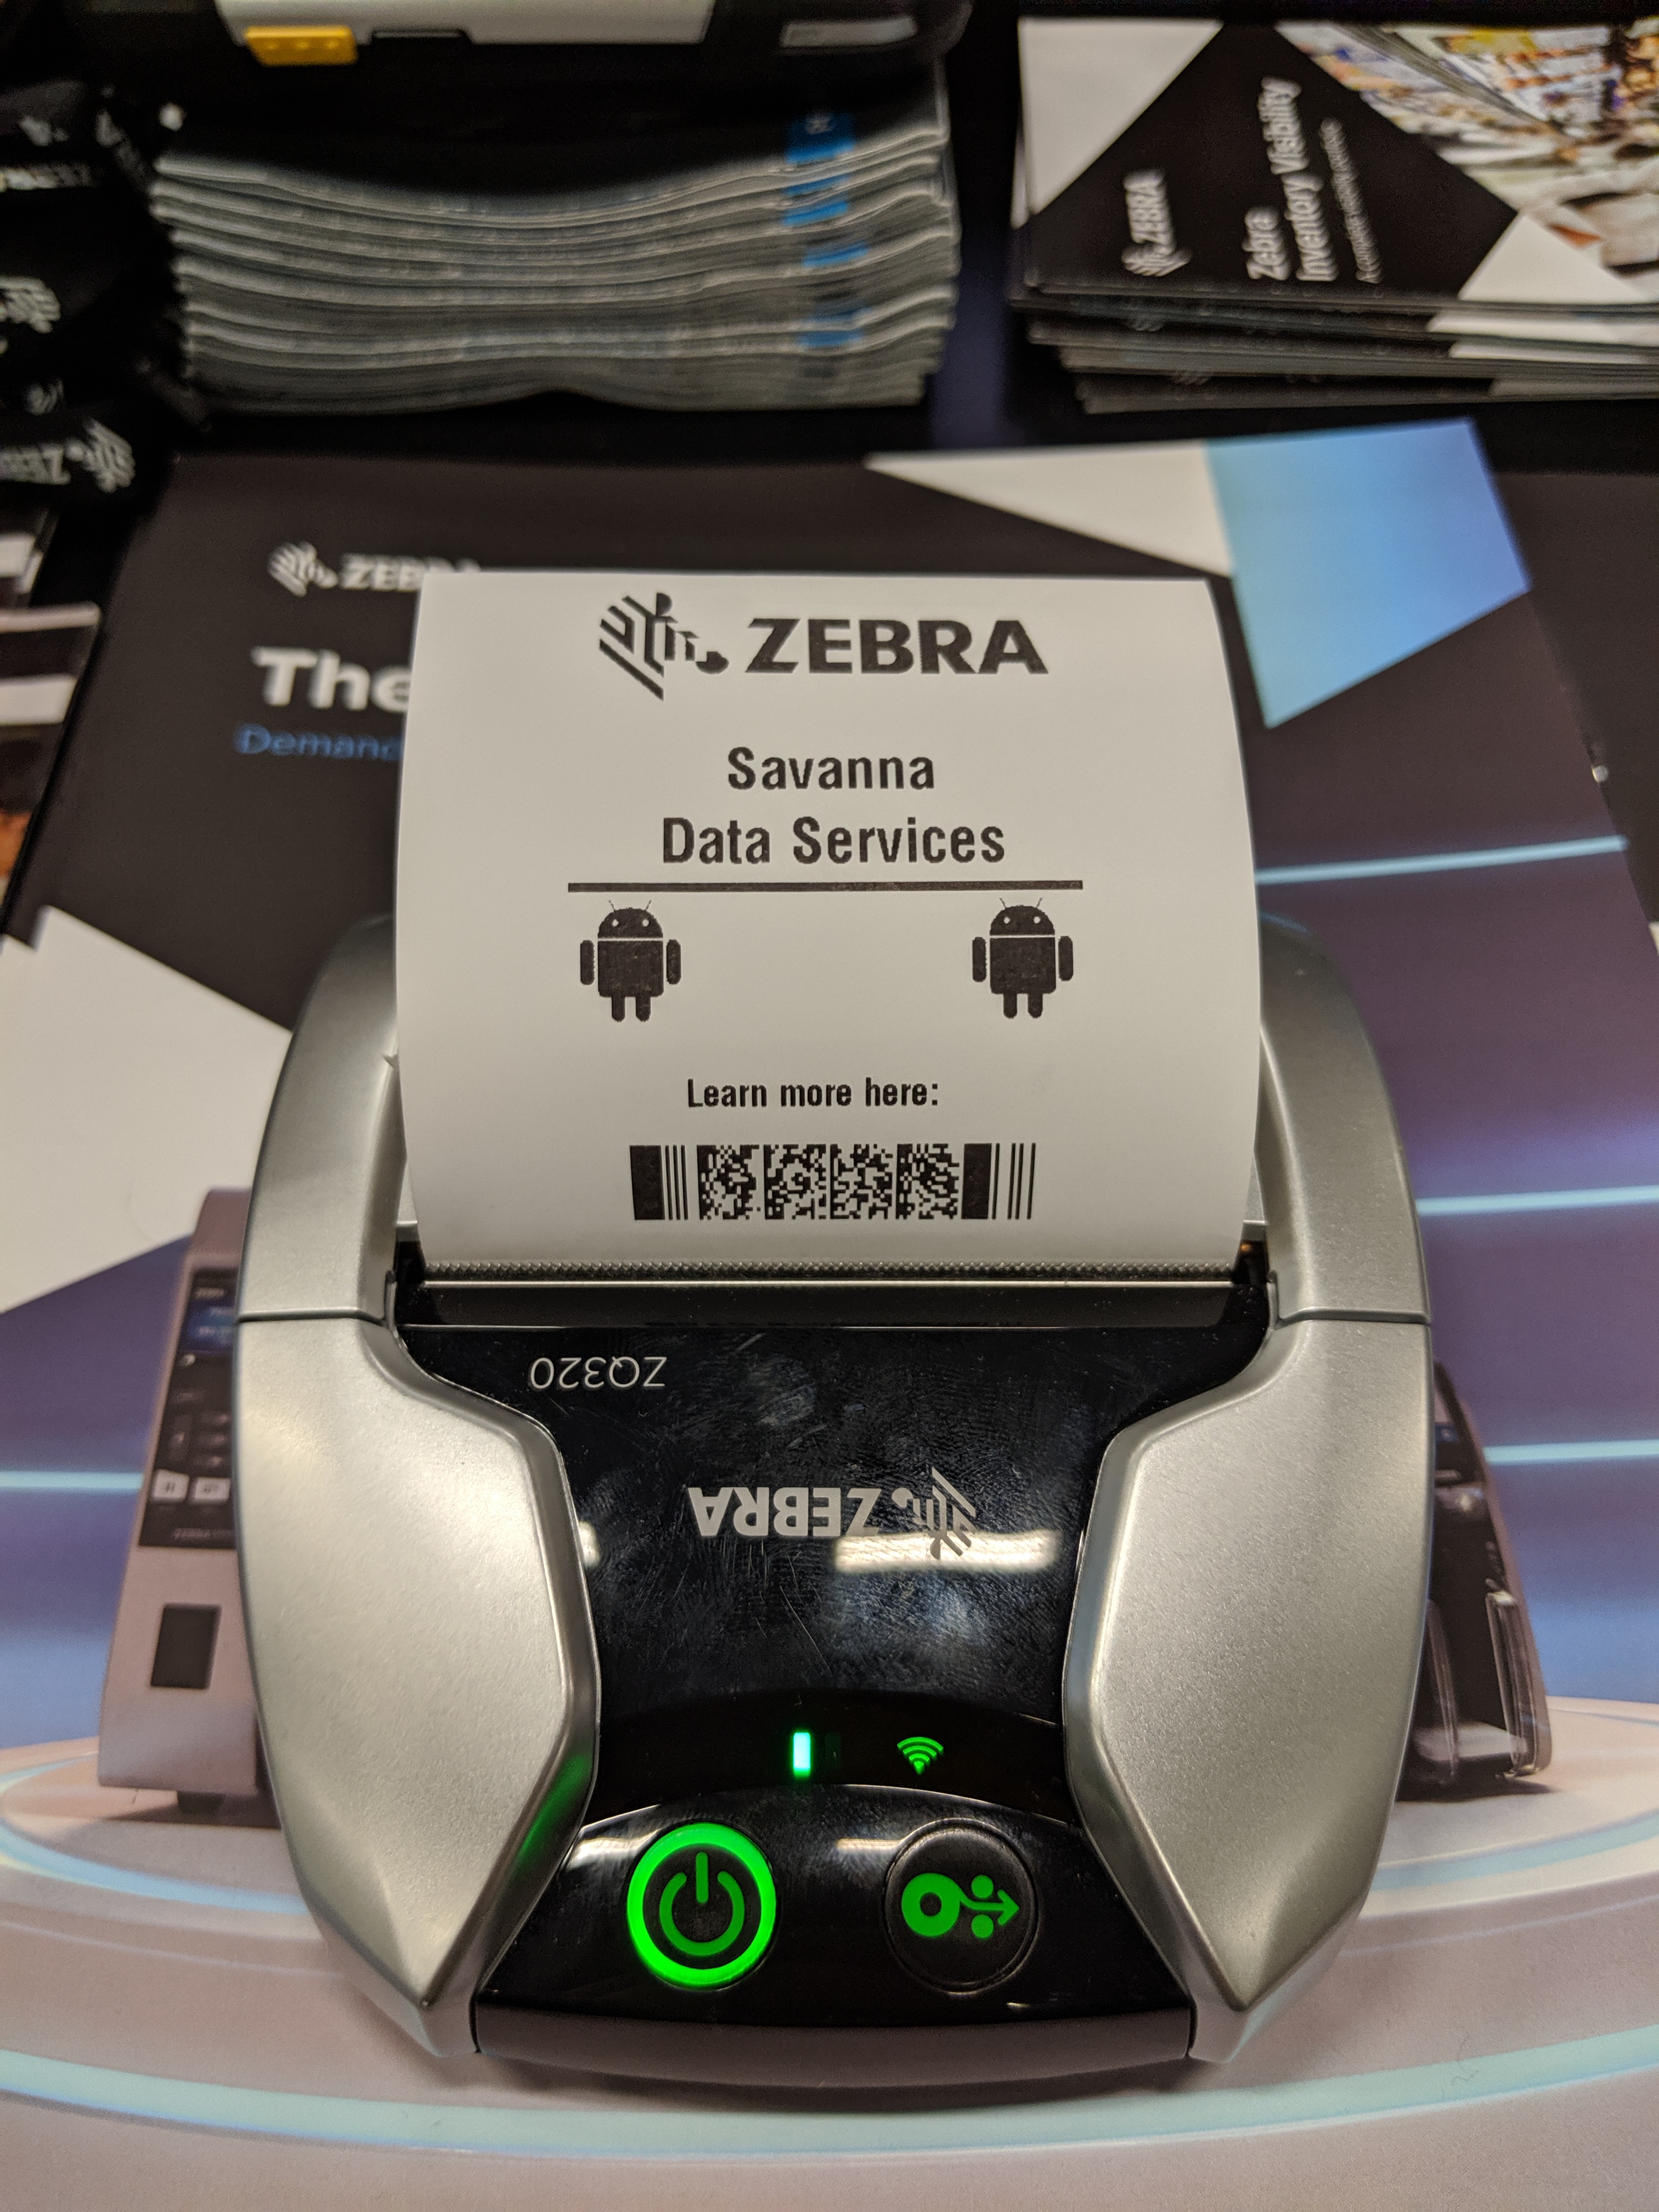 ZEBRA
Zebra
Inventory Visibility
ZEBRA
The
Demand
ZEBRA
Savanna
Data Services
Learn more here:
ZQ320
ZEBRA